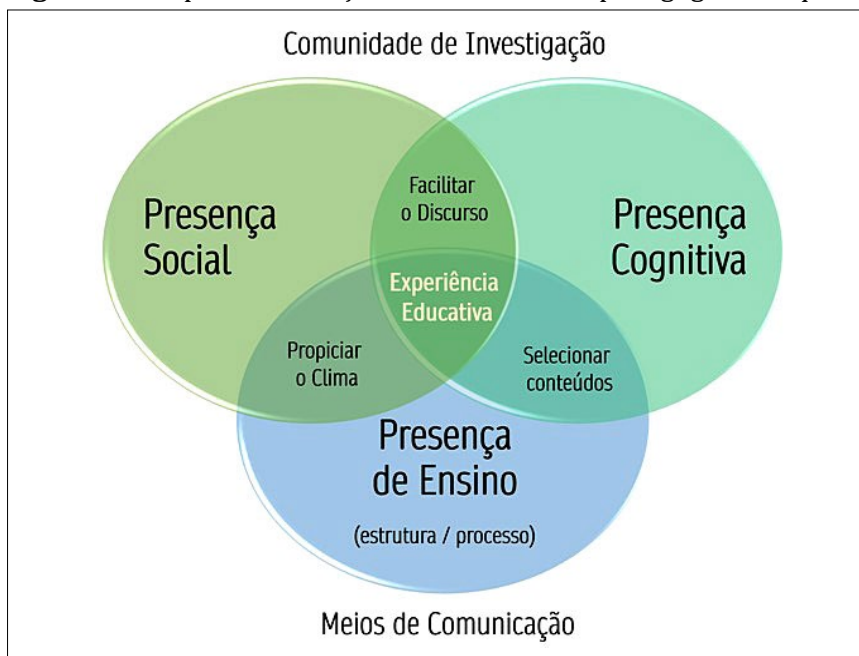 Comunidade de Investigação
Facilitar
o Discurso
Presença
Social
Presença
Cognitiva
Experiência
Educativa
Propiciar
o Clima
Selecionar
conteúdos
Presença
de Ensino
(estrutura / processo)
Meios de Comunicação